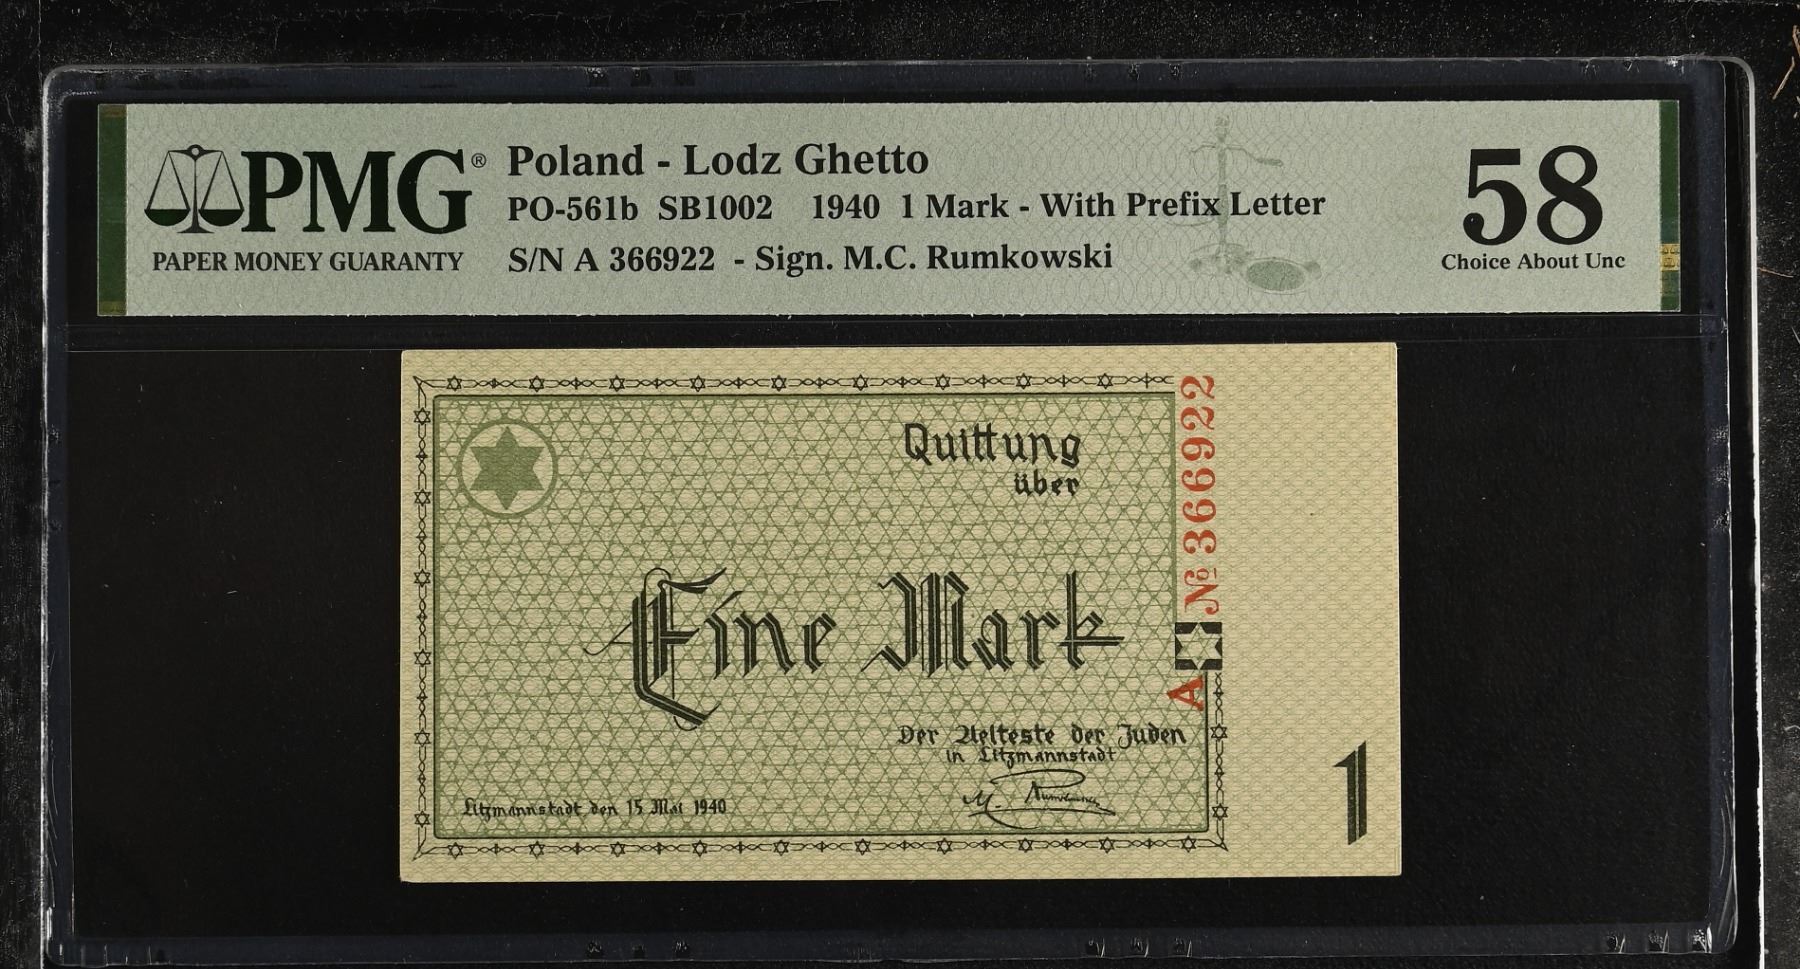 PMG®
PAPER MONEY GUARANTY
Poland - Lodz Ghetto
PO-561b SB1002 1940 1 Mark - With Prefix Letter
S/N A 366922 - Sign. M.C. Rumkowski
58
Choice About Unc
Quittung
über
Eine Mark
Der Aelteste der Juden
in Litzmannstadt
M. Rumkowski
Litzmannstadt, den 15. Mai 1940
A № 366922
1